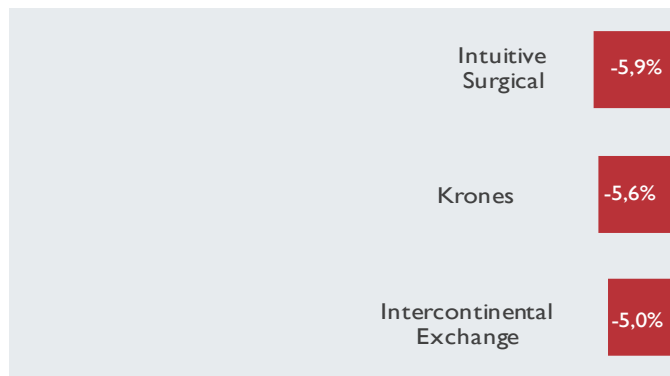 Intuitive
Surgical
-5,9%
Krones
-5,6%
Intercontinental
Exchange
-5,0%